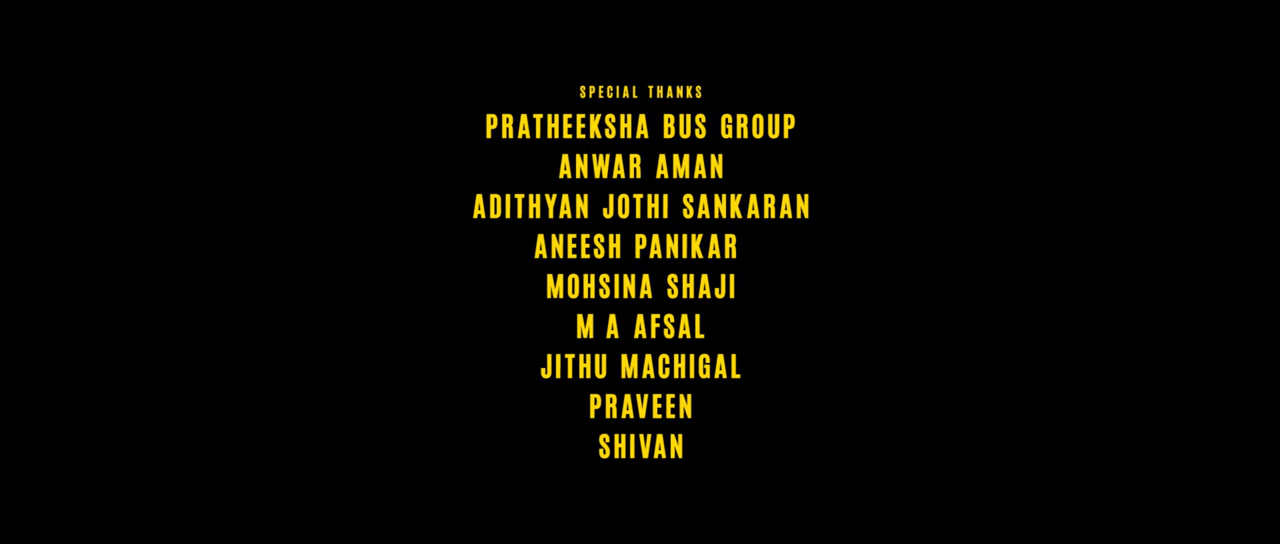 SPECIAL THANKS
PRATHEEKSHA BUS GROUP
ANWAR AMAN
ADITHYAN JOTHI SANKARAN
ANEESH PANIKAR
MOHSINA SHAJI
M A AFSAL
JITHU MACHIGAL
PRAVEEN
SHIVAN